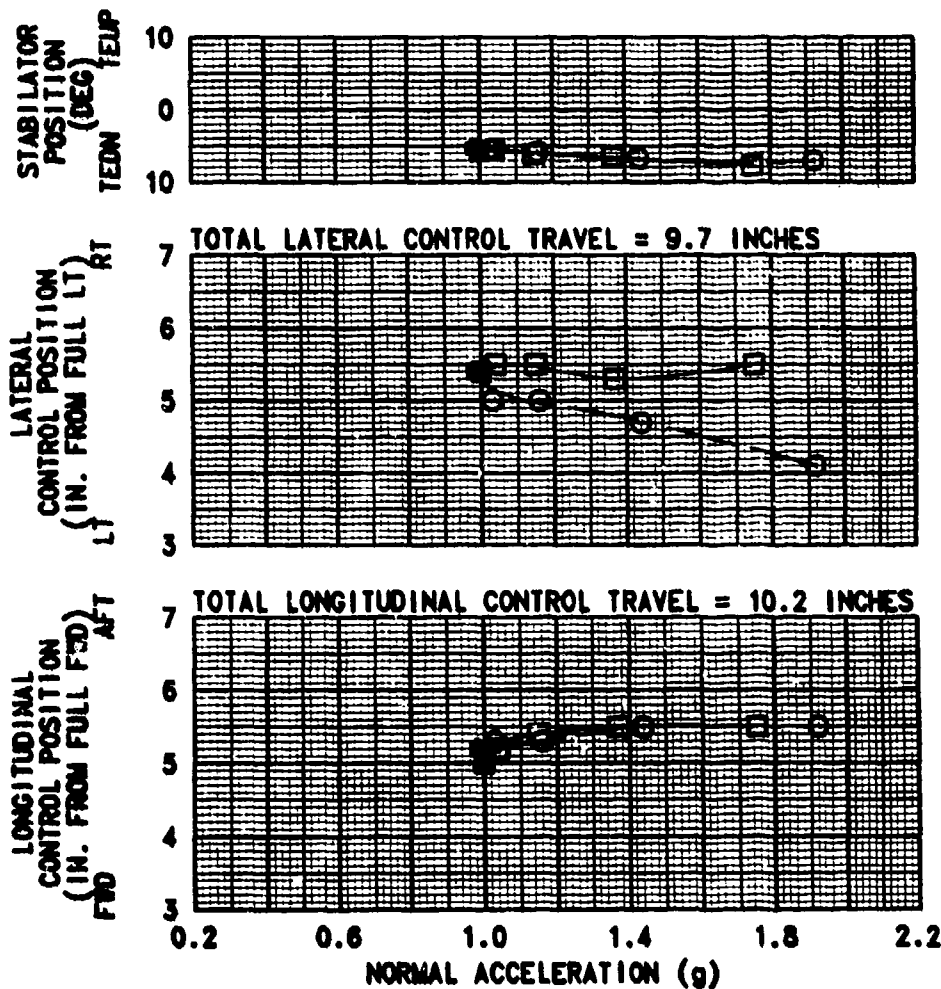 STABILATOR
POSITION
(DEG)
TEDN TEUP
10
0
10
TOTAL LATERAL CONTROL TRAVEL = 9.7 INCHES
LATERAL
CONTROL POSITION
(IN. FROM FULL LT)
LT RT
7
6
5
4
3
TOTAL LONGITUDINAL CONTROL TRAVEL = 10.2 INCHES
LONGITUDINAL
CONTROL POSITION
(IN. FROM FULL FWD)
FWD AFT
7
6
5
4
3
0.2 0.6 1.0 1.4 1.8 2.2
NORMAL ACCELERATION (g)